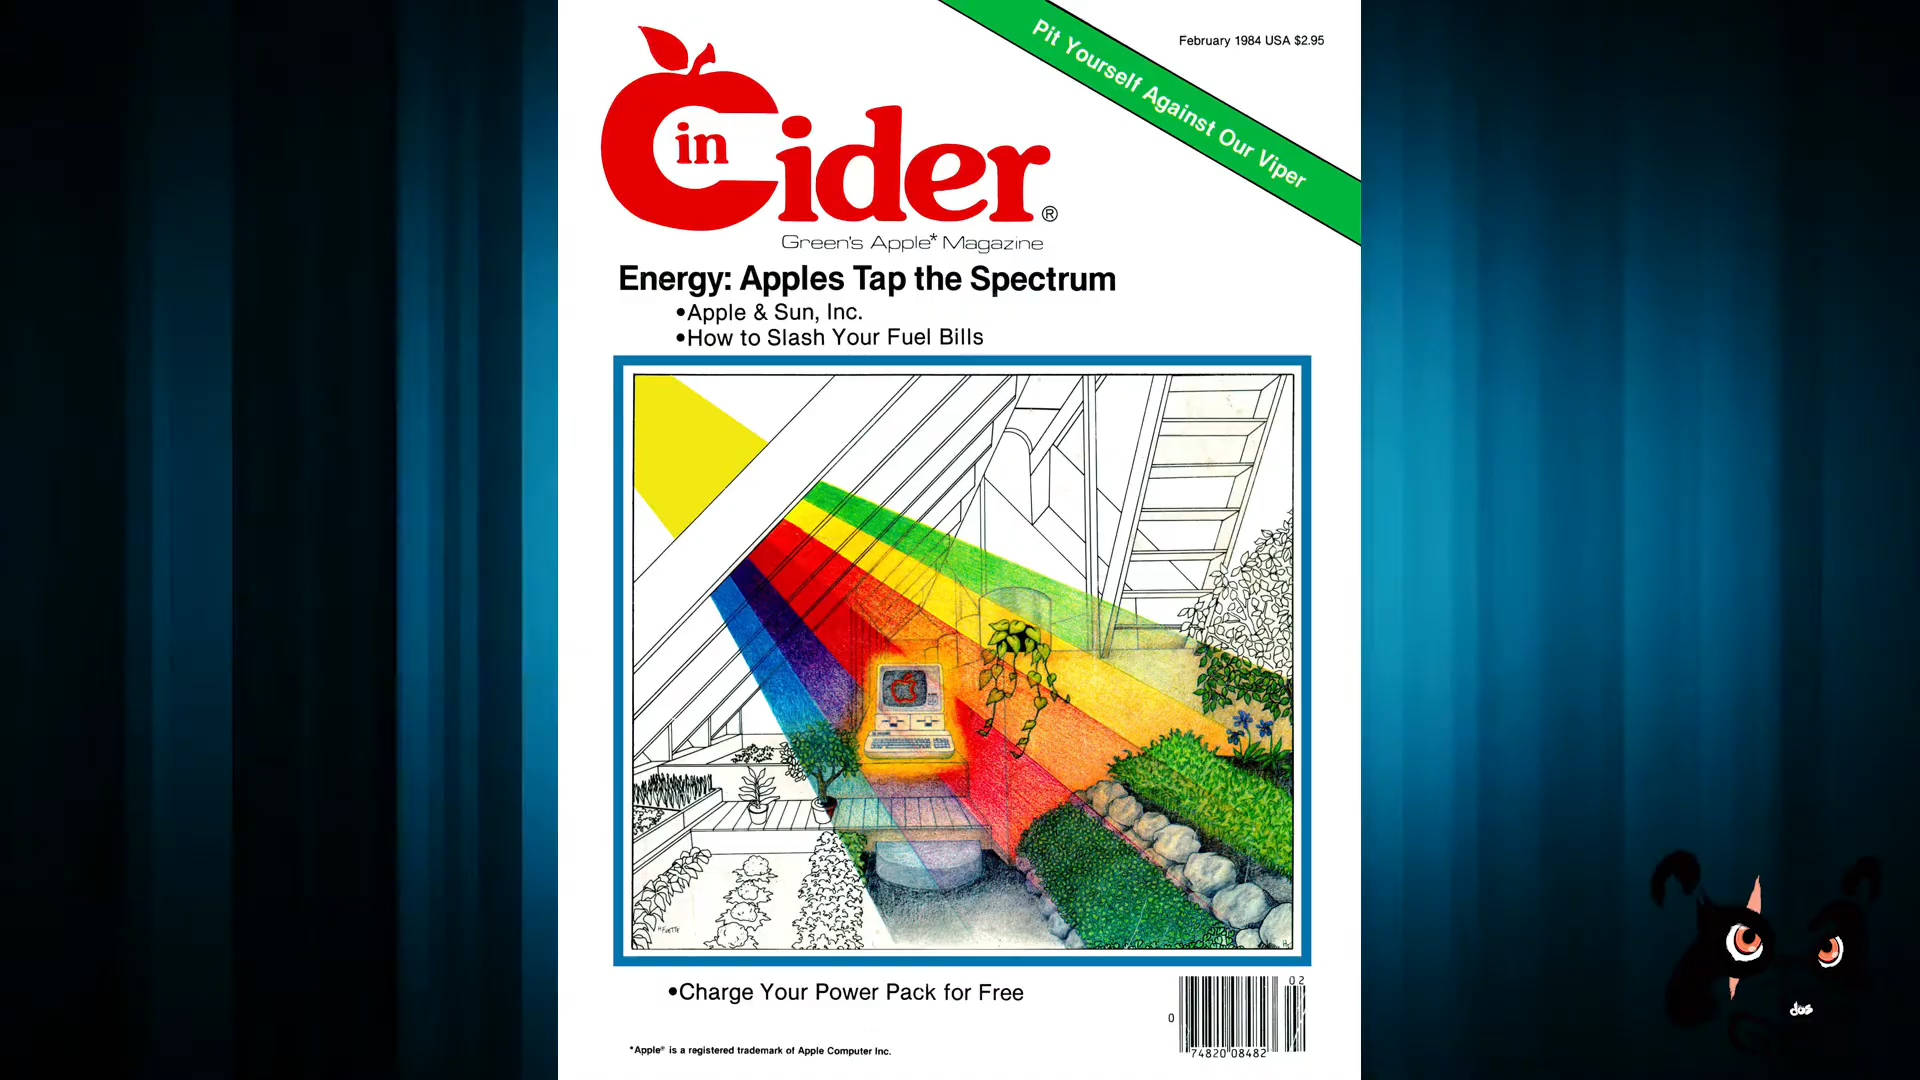 February 1984 USA $2.95
Pit Yourself Against Our Viper
in Cider®
Green's Apple* Magazine
Energy: Apples Tap the Spectrum
•Apple & Sun, Inc.
•How to Slash Your Fuel Bills
•Charge Your Power Pack for Free
02
0
74820 08482
*Apple® is a registered trademark of Apple Computer Inc.
dos